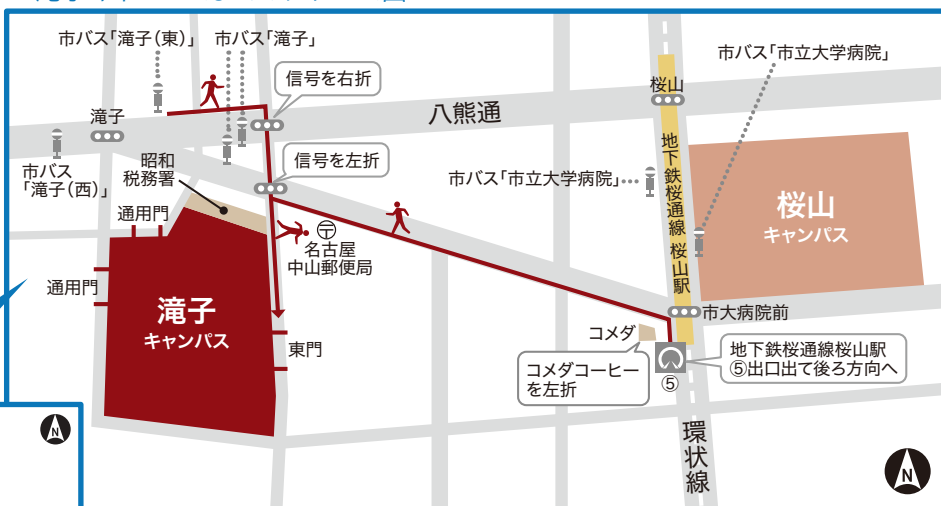 市バス「滝子(東)」
市バス「滝子」
市バス「市立大学病院」
信号を右折
桜山
滝子
八熊通
市バス
「滝子(西)」
昭和
税務署
信号を左折
市バス「市立大学病院」
地下鉄桜通線 桜山駅
桜山
キャンパス
通用門
〒
名古屋
中山郵便局
通用門
滝子
キャンパス
東門
市大病院前
コメダ
コメダコーヒー
を左折
⑤
地下鉄桜通線桜山駅
⑤出口出て後ろ方向へ
環状線
N
N